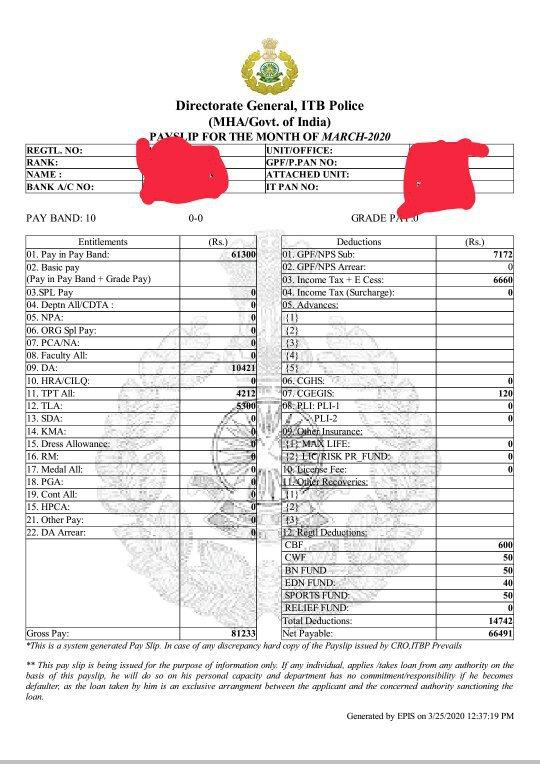 Directorate General, ITB Police
(MHA/Govt. of India)
PAYSLIP FOR THE MONTH OF MARCH-2020
REGTL. NO: UNIT/OFFICE:
RANK: GPF/P.PAN NO:
NAME : ATTACHED UNIT:
BANK A/C NO: IT PAN NO:
PAY BAND: 10 0-0 GRADE PAY:0
Entitlements (Rs.) Deductions (Rs.)
01. Pay in Pay Band: 61300 01. GPF/NPS Sub: 7172
02. Basic pay 02. GPF/NPS Arrear: 0
(Pay in Pay Band + Grade Pay) 03. Income Tax + E Cess: 6660
03.SPL Pay 0 04. Income Tax (Surcharge): 0
04. Deptn All/CDTA : 0 05. Advances:
05. NPA: 0 {1}
06. ORG Spl Pay: 0 {2}
07. PCA/NA: 0 {3}
08. Faculty All: 0 {4}
09. DA: 10421 {5}
10. HRA/CILQ: 0 06. CGHS: 0
11. TPT All: 4212 07. CGEGIS: 120
12. TLA: 5300 08. PLI: PLI-1 0
13. SDA: 0 PLI-2 0
14. KMA: 0 09. Other Insurance:
15. Dress Allowance: 0 {1} MAX LIFE: 0
16. RM: 0 {2} LIC/RISK PR_FUND: 0
17. Medal All: 0 10. License Fee: 0
18. PGA: 0 11. Other Recoveries:
19. Cont All: 0 {1}
15. HPCA: 0 {2}
21. Other Pay: 0 {3}
22. DA Arrear: 0 12. Regtl Deductions:
CBF 600
CWF 50
BN FUND 50
EDN FUND: 40
SPORTS FUND: 50
RELIEF FUND: 0
Total Deductions: 14742
Gross Pay: 81233 Net Payable: 66491
*This is a system generated Pay Slip. In case of any discrepancy hard copy of the Payslip issued by CRO,ITBP Prevails
** This pay slip is being issued for the purpose of information only. If any individual, applies /takes loan from any authority on the
basis of this payslip, he will do so on his personal capacity and department has no commitment/responsibility if he becomes
defaulter, as the loan taken by him is an exclusive arrangment between the applicant and the concerned authority sanctioning the
loan.
Generated by EPIS on 3/25/2020 12:37:19 PM